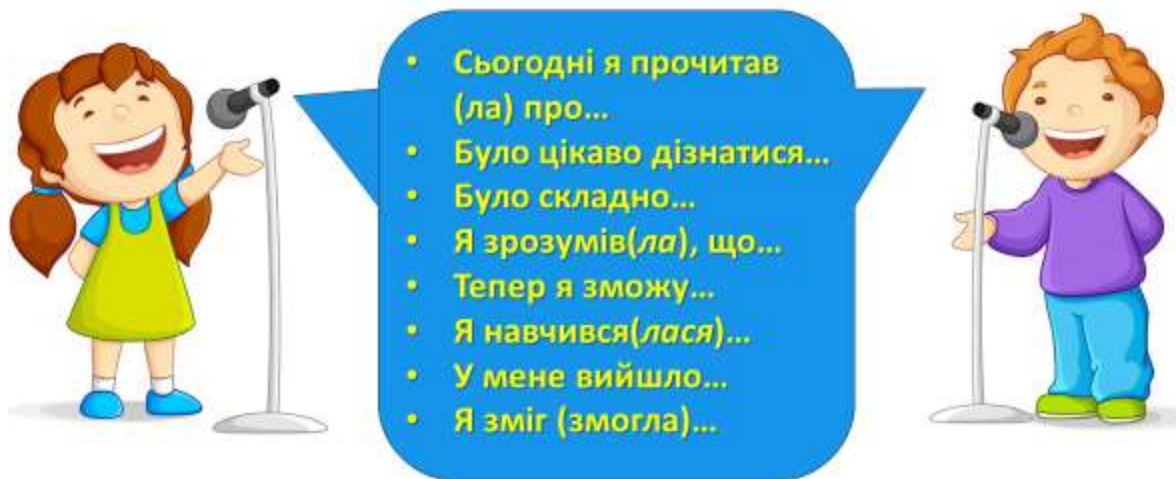 • Сьогодні я прочитав
(ла) про...
• Було цікаво дізнатися...
• Було складно...
• Я зрозумів(ла), що...
• Тепер я зможу...
• Я навчився(лася)...
• У мене вийшло...
• Я зміг (змогла)...